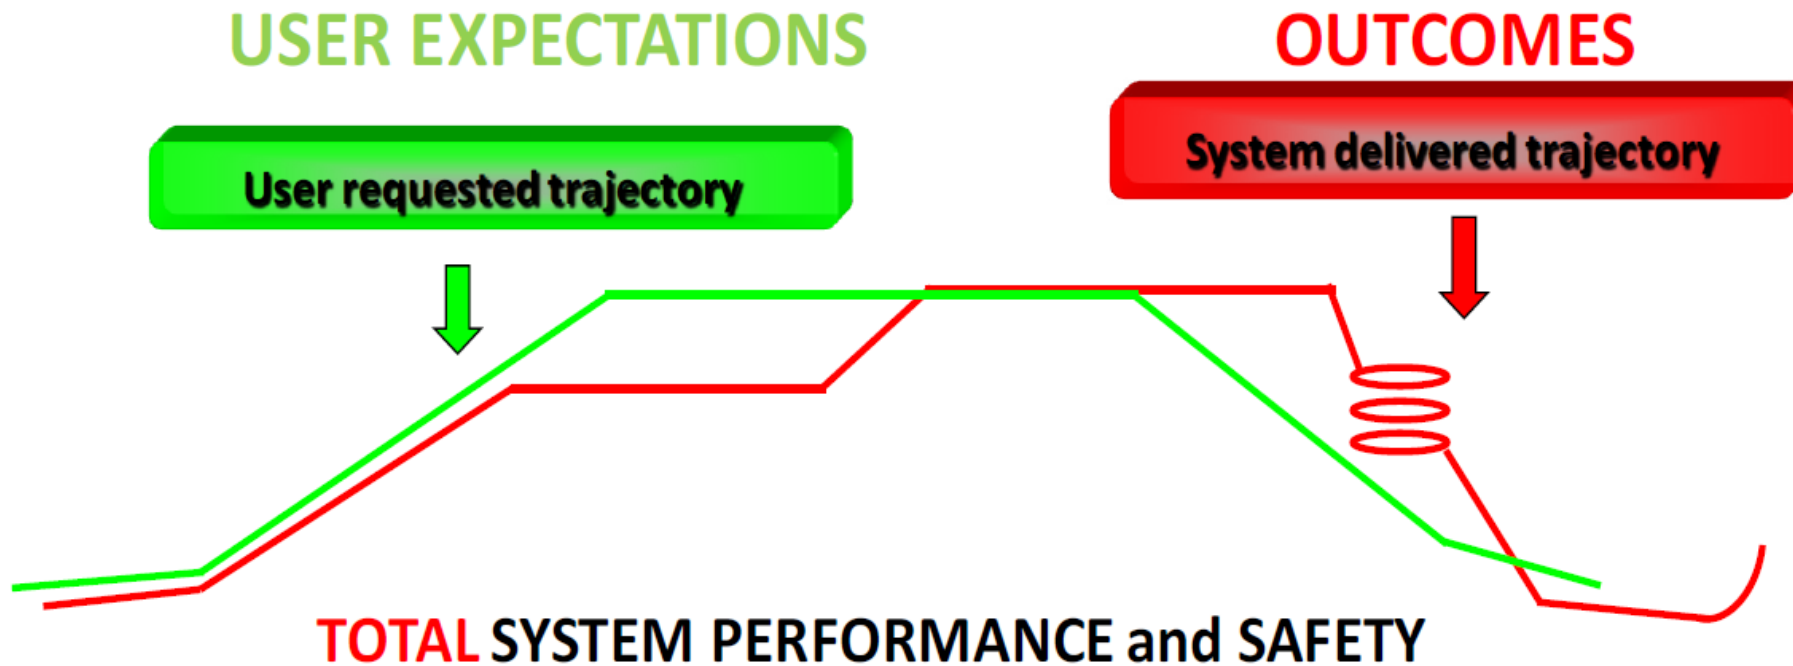 USER EXPECTATIONS
OUTCOMES
User requested trajectory
System delivered trajectory
TOTAL SYSTEM PERFORMANCE and SAFETY